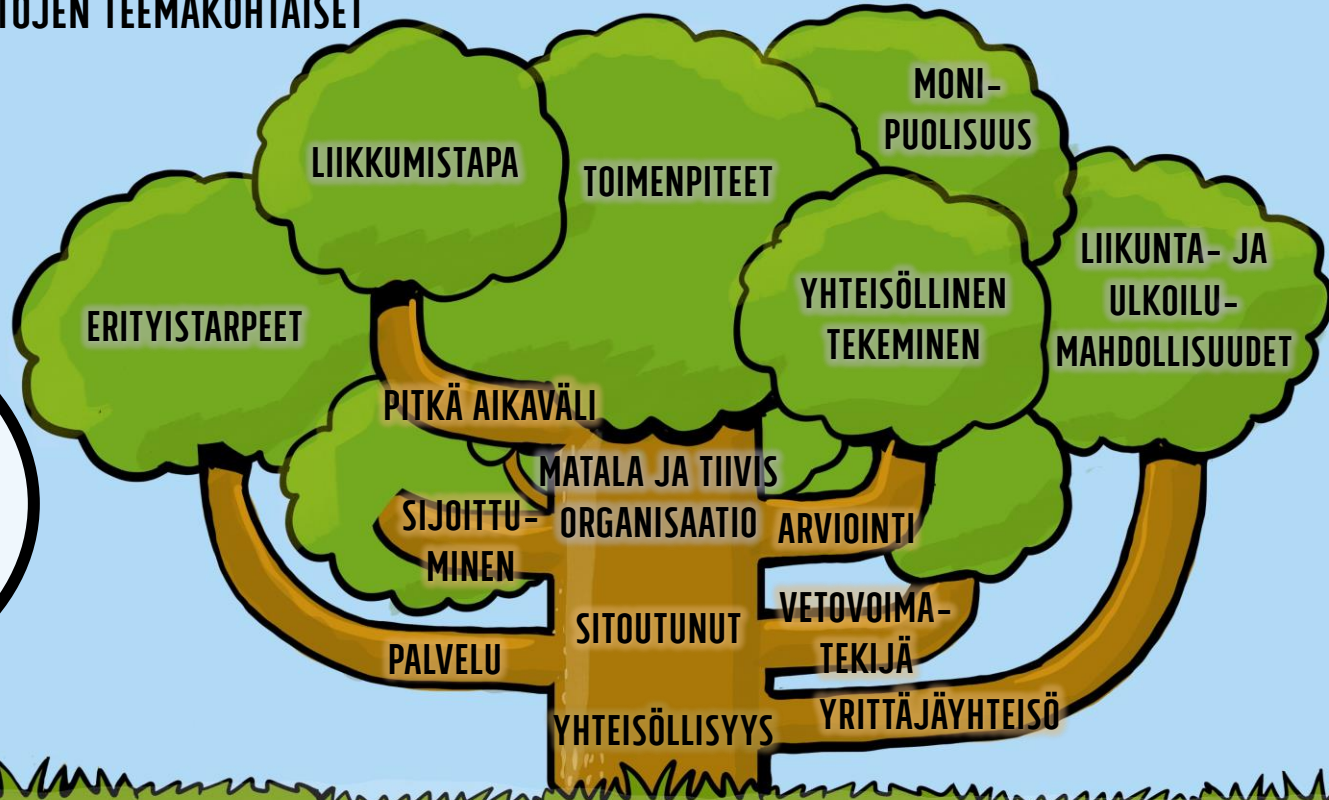 TEEMAKOHTAISET
MONI-
PUOLISUUS
LIIKKUMISTAPA
TOIMENPITEET
LIIKUNTA- JA
ULKOILU-
MAHDOLLISUUDET
YHTEISÖLLINEN
TEKEMINEN
ERITYISTARPEET
PITKÄ AIKAVÄLI
MATALA JA TIIVIS
ORGANISAATIO
SIJOITTU-
MINEN
ARVIOINTI
VETOVOIMA-
TEKIJÄ
SITOUTUNUT
PALVELU
YRITTÄJÄYHTEISÖ
YHTEISÖLLISYYS